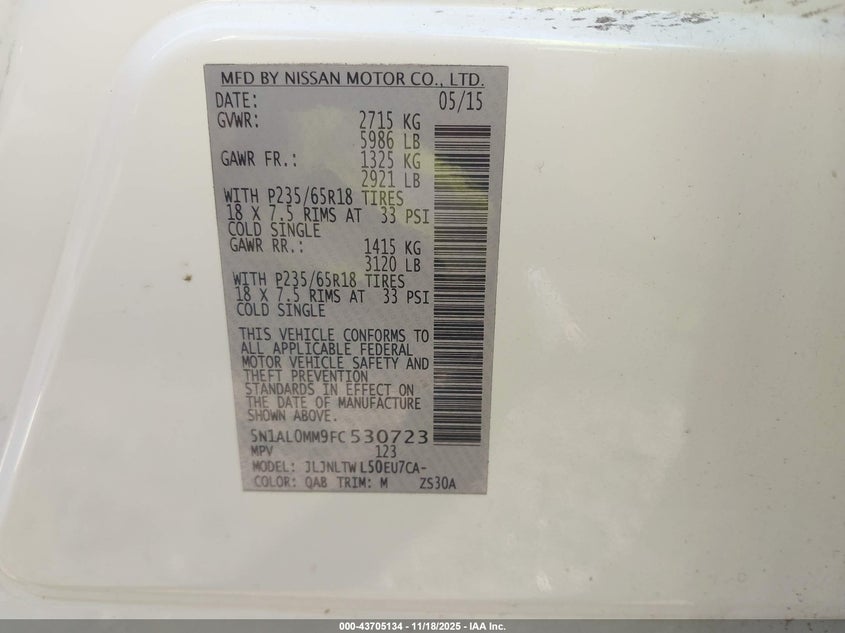 MFD BY NISSAN MOTOR CO., LTD.
DATE: 05/15
GVWR: 2715 KG
5986 LB
GAWR FR.: 1325 KG
2921 LB
WITH P235/65R18 TIRES
18 X 7.5 RIMS AT 33 PSI
COLD SINGLE
GAWR RR.: 1415 KG
3120 LB
WITH P235/65R18 TIRES
18 X 7.5 RIMS AT 33 PSI
COLD SINGLE
THIS VEHICLE CONFORMS TO
ALL APPLICABLE FEDERAL
MOTOR VEHICLE SAFETY AND
THEFT PREVENTION
STANDARDS IN EFFECT ON
THE DATE OF MANUFACTURE
SHOWN ABOVE.
5N1AL0MM9FC530723
MPV 123
MODEL: JLJNLTWL50EU7CA-
COLOR: QAB TRIM: M ZS30A
000-43705134 - 11/18/2025 - IAA Inc.